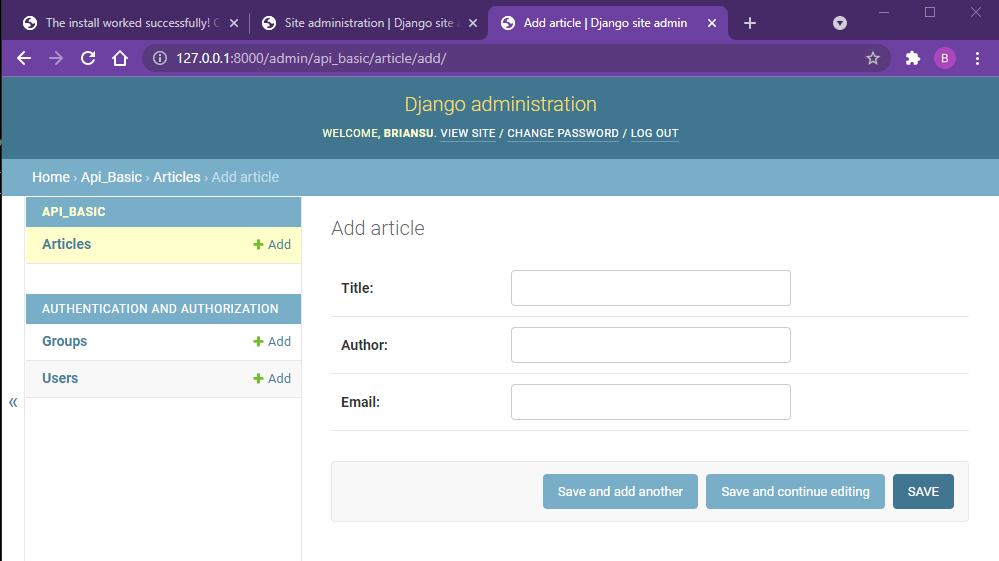 The install worked successfully! C
Site administration | Django site a
Add article | Django site admin
127.0.0.1:8000/admin/api_basic/article/add/
B
Django administration
WELCOME, BRIANSU. VIEW SITE / CHANGE PASSWORD / LOG OUT
Home › Api_Basic › Articles › Add article
API_BASIC
Articles + Add
AUTHENTICATION AND AUTHORIZATION
Groups + Add
Users + Add
«
Add article
Title:
Author:
Email:
Save and add another Save and continue editing SAVE